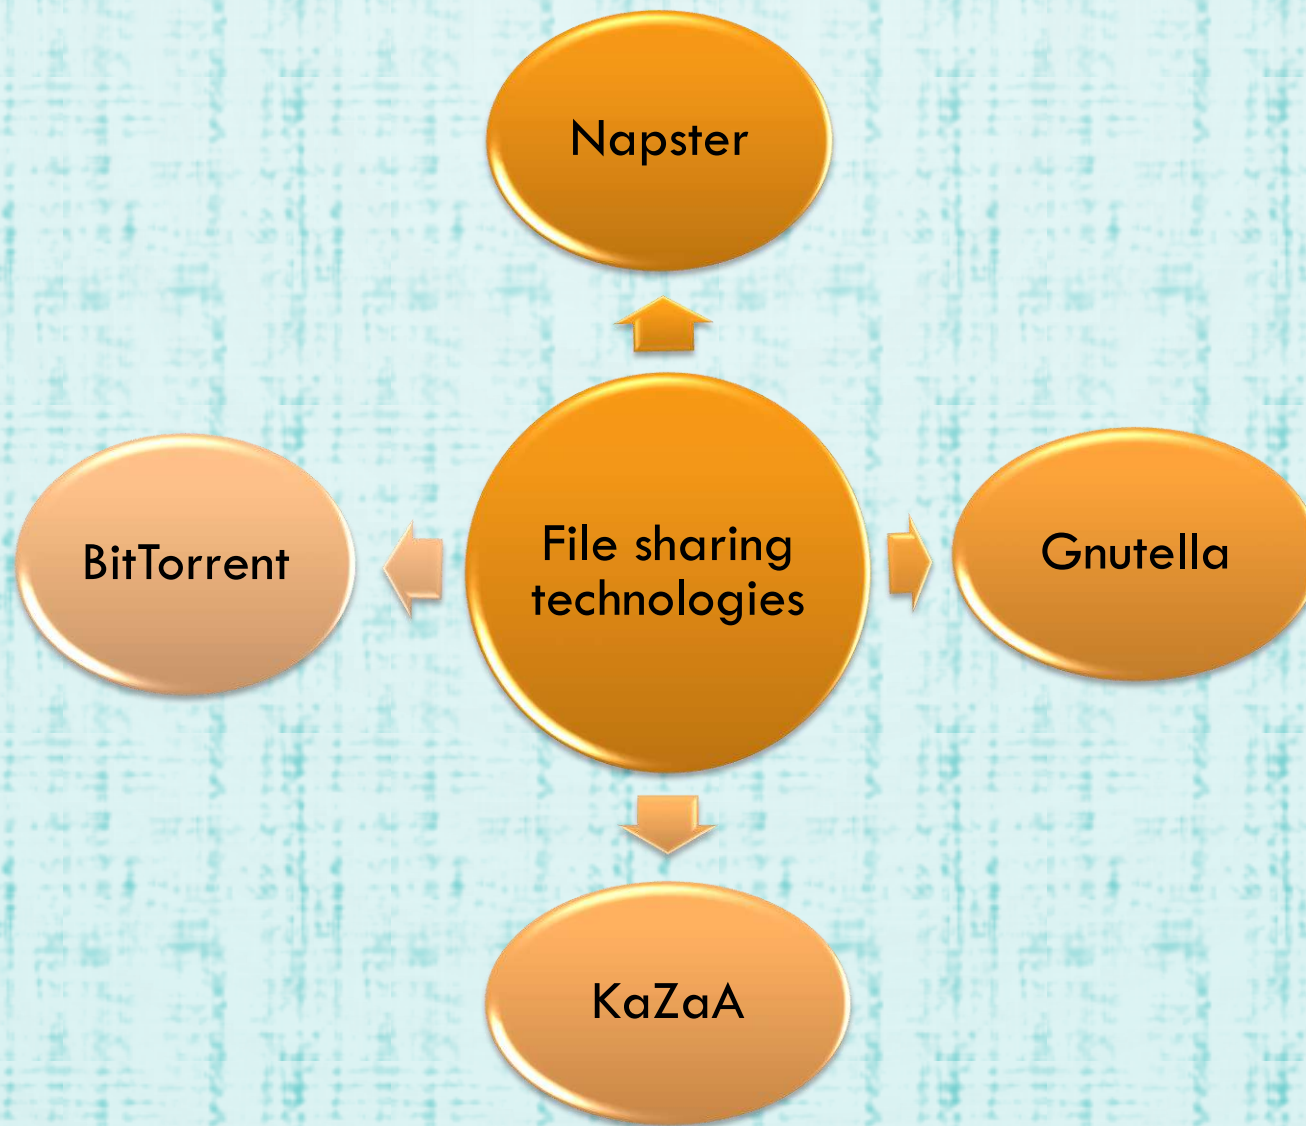 Napster
BitTorrent
File sharing
technologies
Gnutella
KaZaA